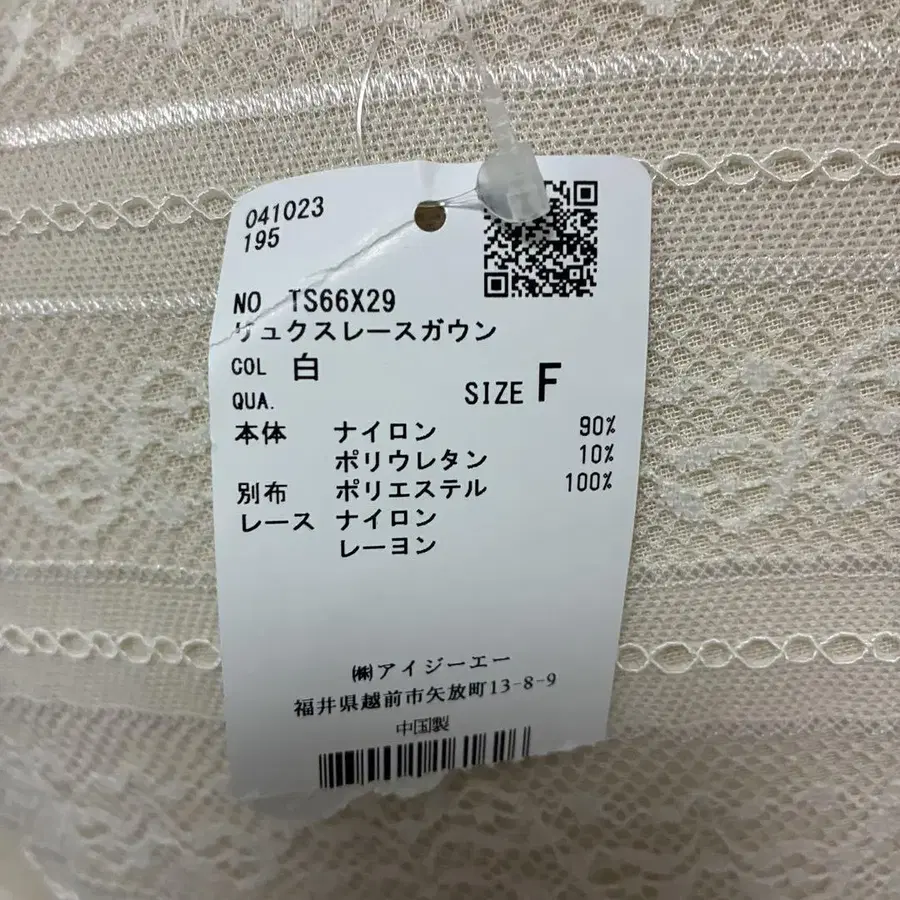 041023
195
NO TS66X29
リュクスレースガウン
COL 白
QUA. SIZE F
本体 ナイロン 90%
ポリウレタン 10%
別布 ポリエステル 100%
レース ナイロン
レーヨン
㈱アイジーエー
福井県越前市矢放町13-8-9
中国製